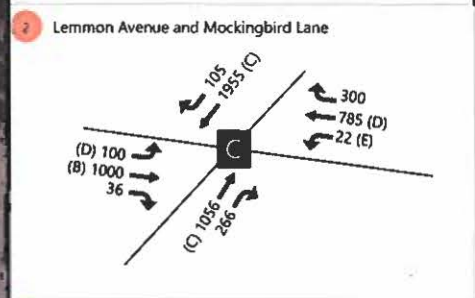 2 Lemmon Avenue and Mockingbird Lane
105
1955 (C)
300
785 (D)
22 (E)
C
(D) 100
(B) 1000
36
(C) 1056
266